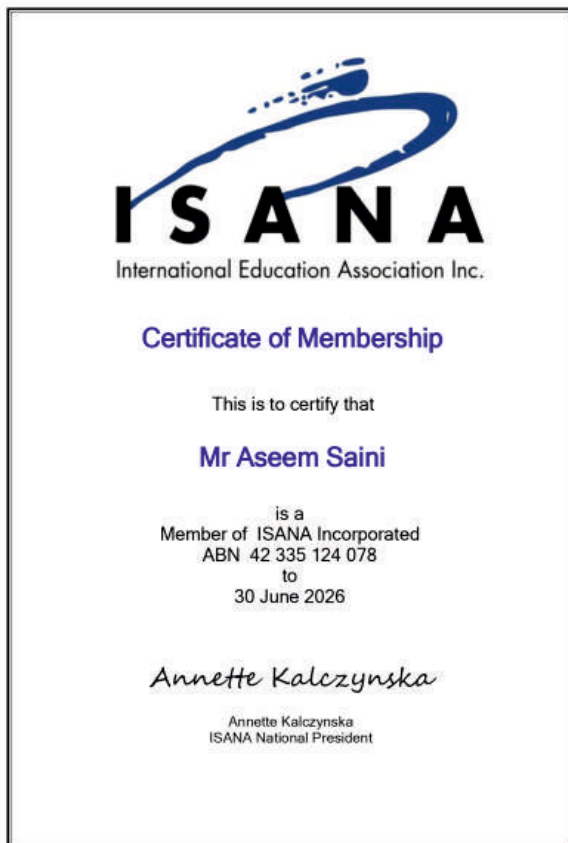 ISANA
International Education Association Inc.
Certificate of Membership
This is to certify that
Mr Aseem Saini
is a
Member of ISANA Incorporated
ABN 42 335 124 078
to
30 June 2026
Annette Kalczynska
Annette Kalczynska
ISANA National President